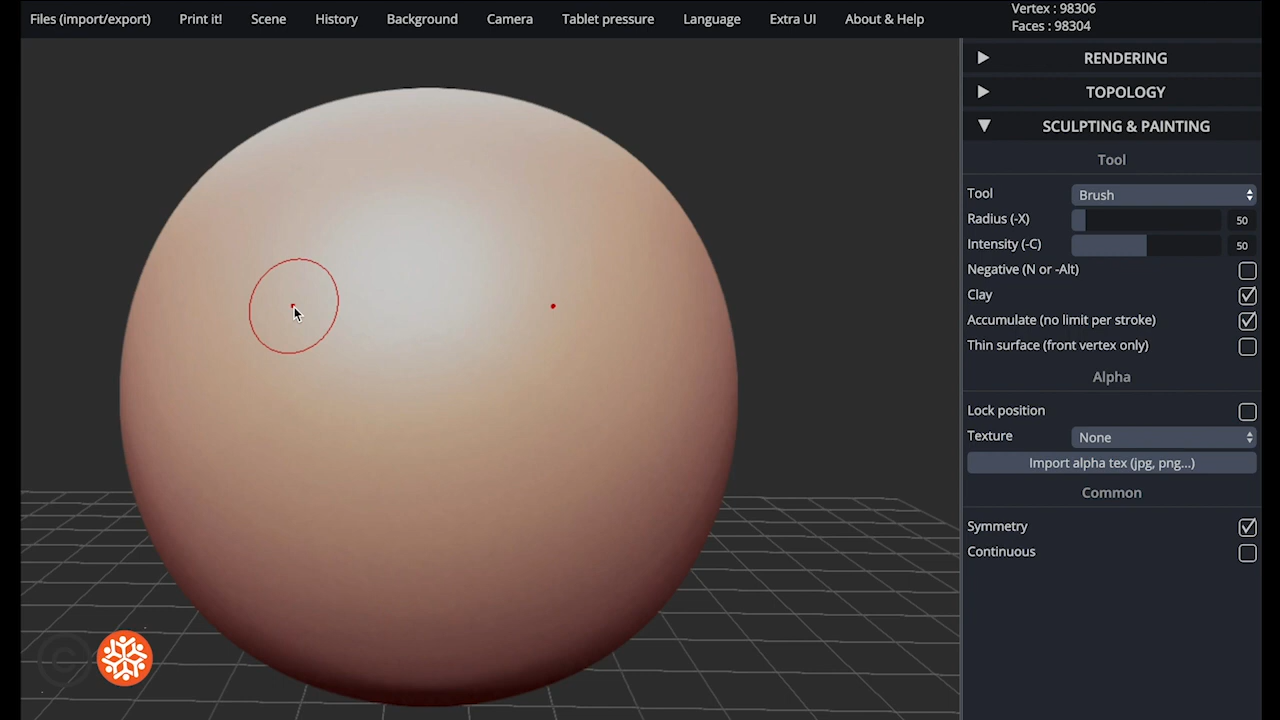 Files (import/export) Print it! Scene History Background Camera Tablet pressure Language Extra UI About & Help
Vertex : 98306
Faces : 98304
RENDERING
TOPOLOGY
SCULPTING & PAINTING
Tool
Tool Brush
Radius (-X) 50
Intensity (-C) 50
Negative (N or -Alt)
Clay
Accumulate (no limit per stroke)
Thin surface (front vertex only)
Alpha
Lock position
Texture None
Import alpha tex (jpg, png...)
Common
Symmetry
Continuous